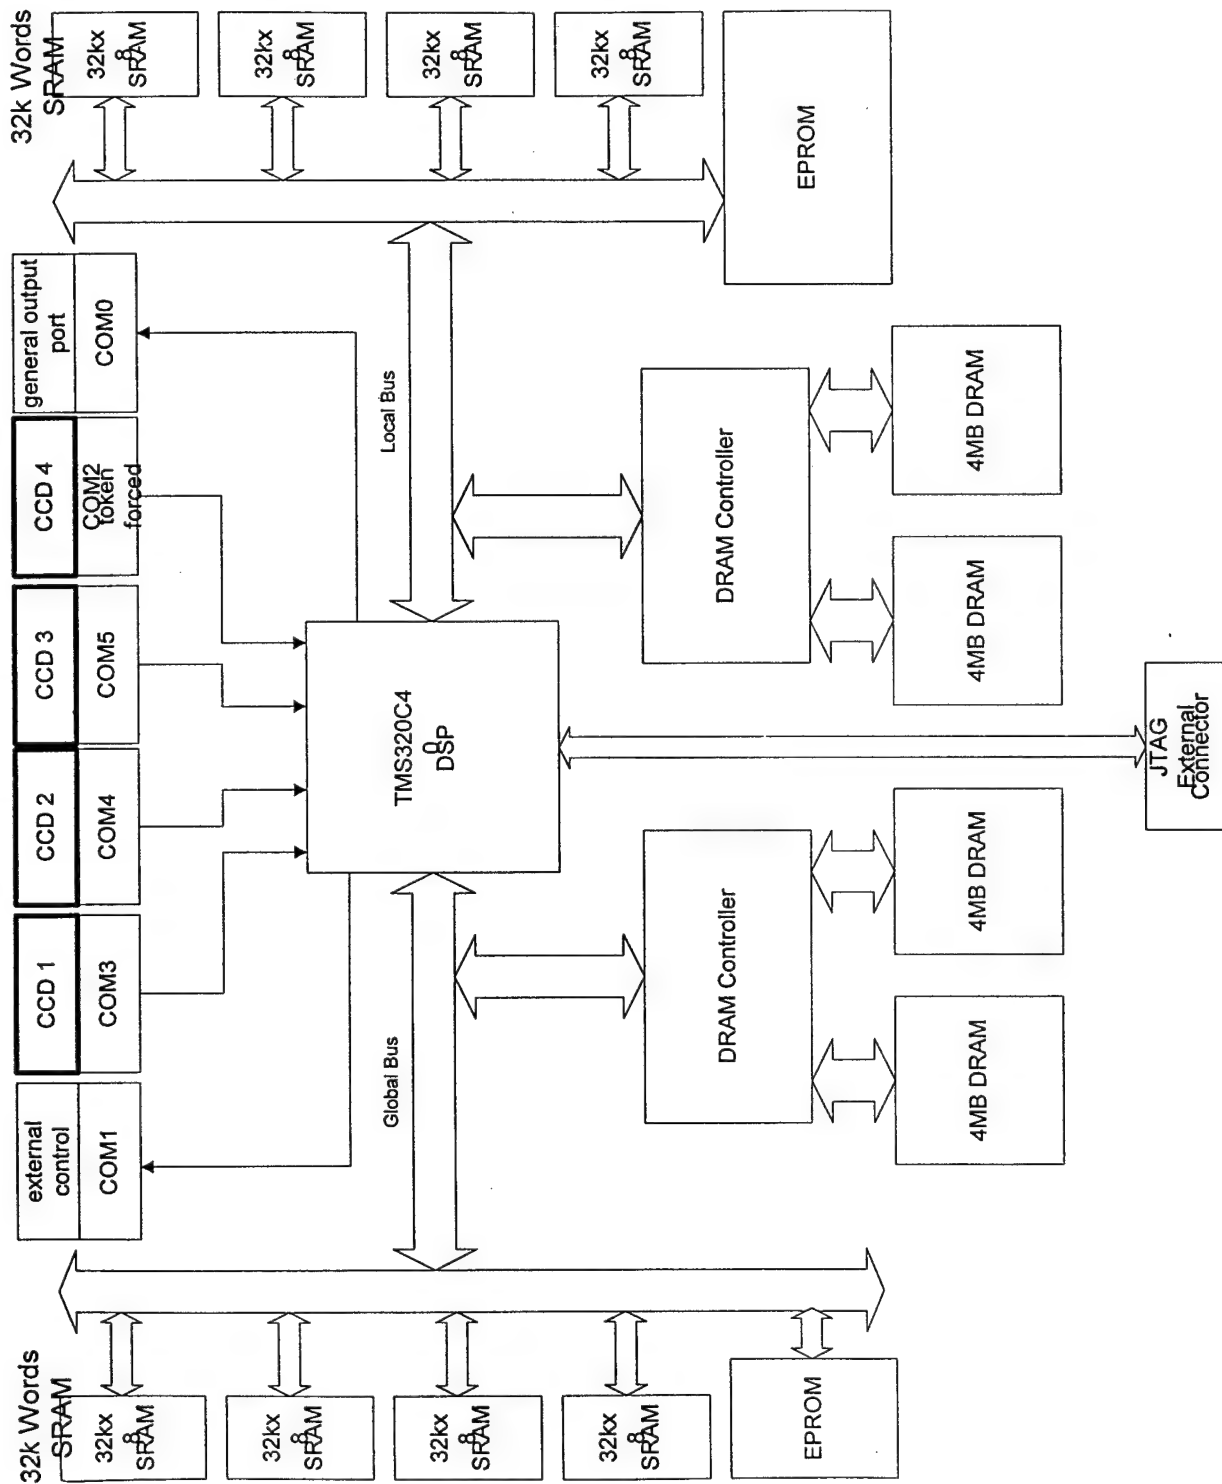 32k Words
SRAM
32kx
8
SRAM
32kx
8
SRAM
32kx
8
SRAM
32kx
8
SRAM
EPROM
external
control
COM1
CCD 1
COM3
CCD 2
COM4
CCD 3
COM5
CCD 4
COM2
token
forced
general output
port
COM0
32k Words
SRAM
32kx
8
SRAM
32kx
8
SRAM
32kx
8
SRAM
32kx
8
SRAM
EPROM
Global Bus
TMS320C4
0
DSP
Local Bus
DRAM Controller
DRAM Controller
4MB DRAM
4MB DRAM
4MB DRAM
4MB DRAM
JTAG
External
Connector